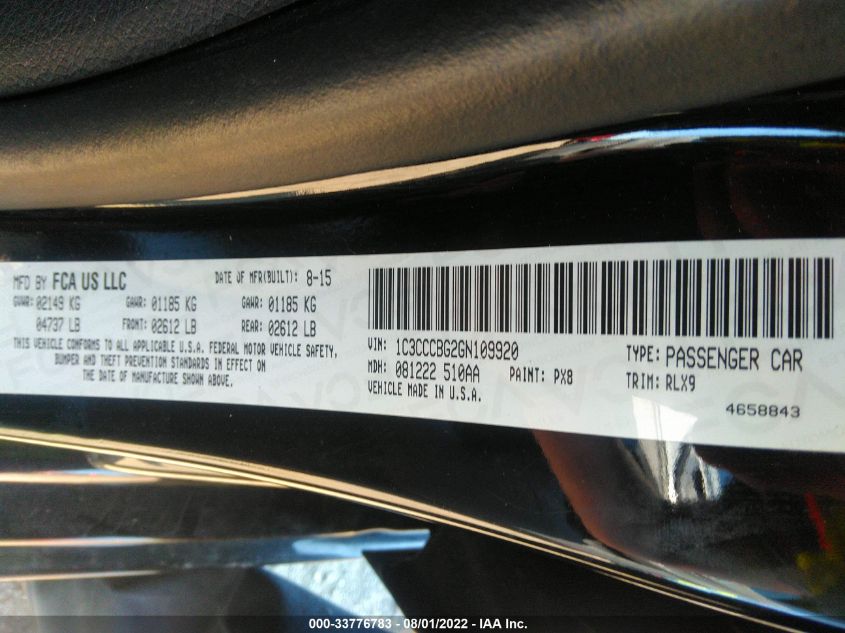 MFD BY FCA US LLC
DATE OF MFR(BUILT): 8-15
GVWR: 02149 KG GAWR: 01185 KG GAWR: 01185 KG
04737 LB FRONT: 02612 LB REAR: 02612 LB
THIS VEHICLE CONFORMS TO ALL APPLICABLE U.S.A. FEDERAL MOTOR VEHICLE SAFETY,
BUMPER AND THEFT PREVENTION STANDARDS IN EFFECT ON
THE DATE OF MANUFACTURE SHOWN ABOVE.
VIN: 1C3CCCBG2GN109920 TYPE: PASSENGER CAR
MDH: 081222 510AA PAINT: PX8 TRIM: RLX9
VEHICLE MADE IN U.S.A.
4658843
000-33776783 - 08/01/2022 - IAA Inc.